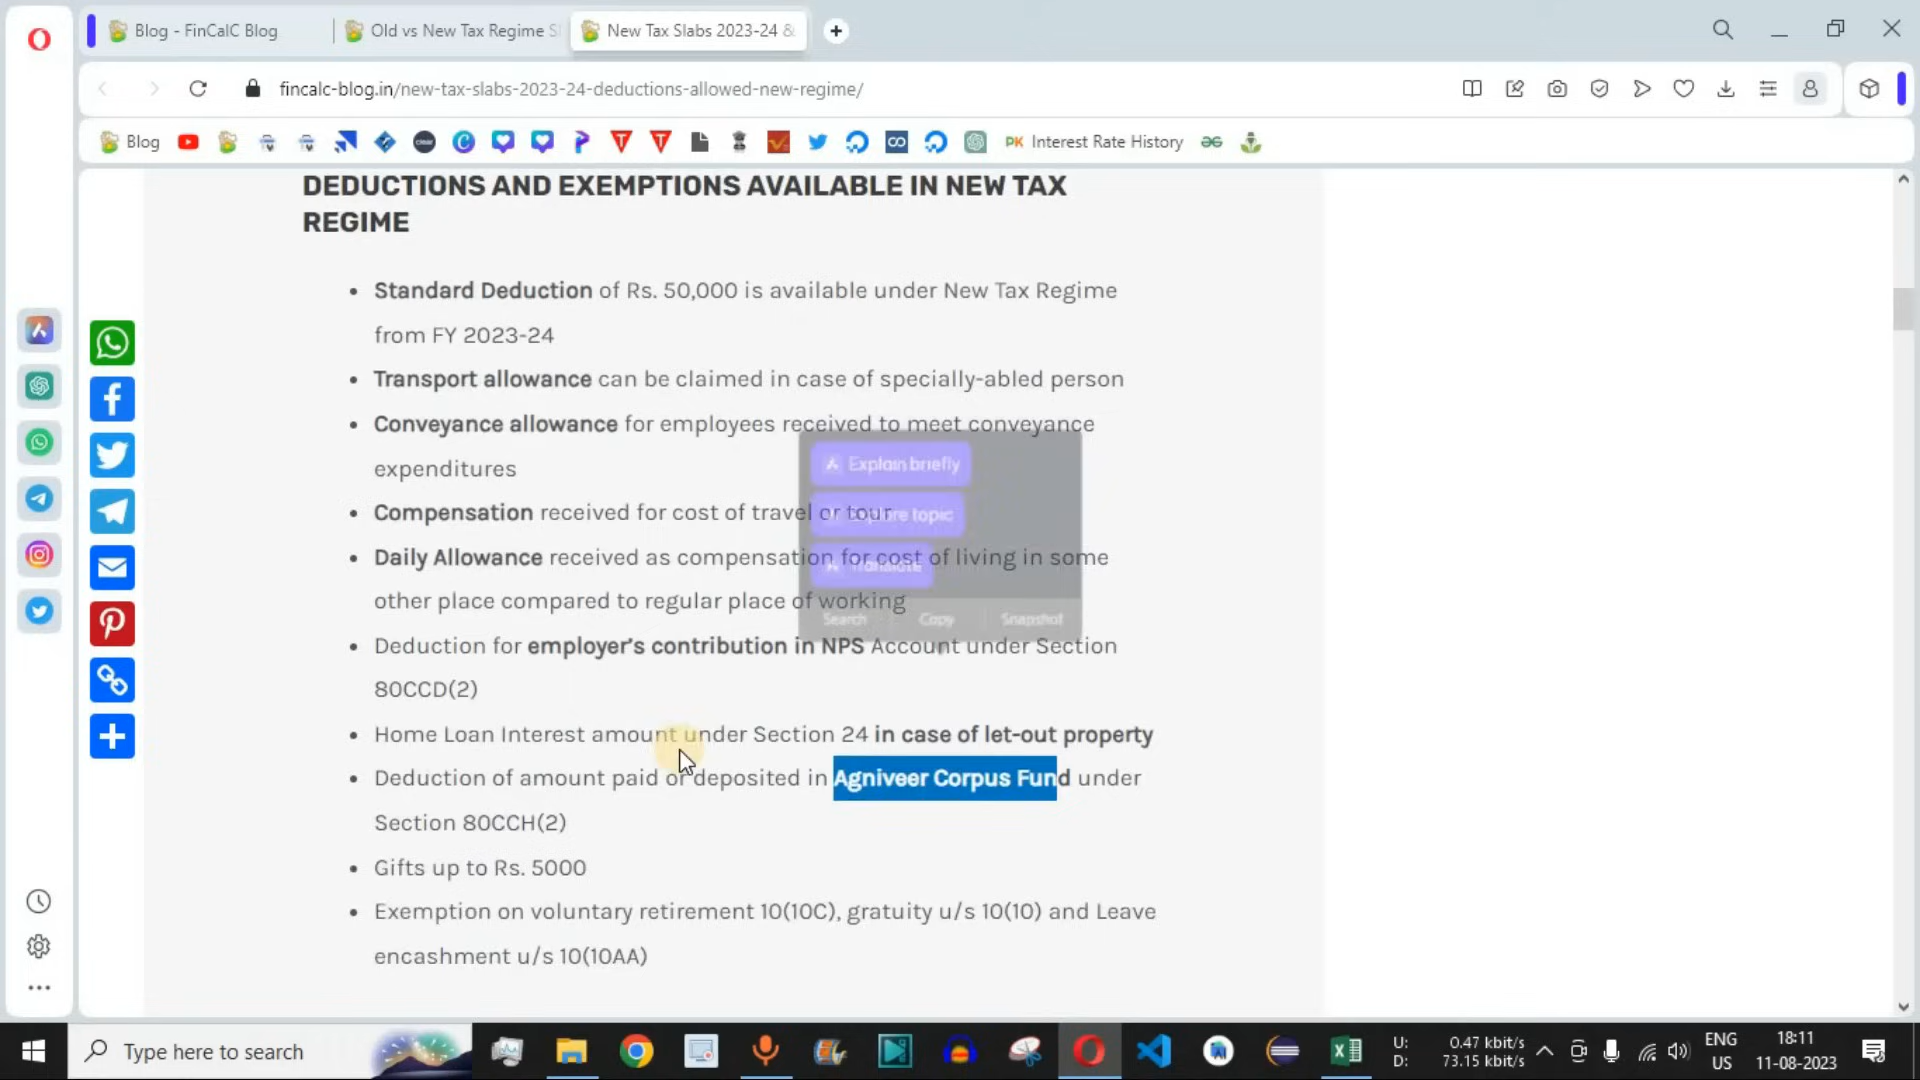 Blog - FinCalC Blog
Old vs New Tax Regime S
New Tax Slabs 2023-24 &
fincalc-blog.in/new-tax-slabs-2023-24-deductions-allowed-new-regime/
Blog
clear
PK Interest Rate History
DEDUCTIONS AND EXEMPTIONS AVAILABLE IN NEW TAX
REGIME
• Standard Deduction of Rs. 50,000 is available under New Tax Regime
from FY 2023-24
• Transport allowance can be claimed in case of specially-abled person
• Conveyance allowance for employees received to meet conveyance
expenditures
Explain briefly
• Compensation received for cost of travel or tour
Explore topic
• Daily Allowance received as compensation for cost of living in some
Translate
other place compared to regular place of working
Search Copy Snapshot
• Deduction for employer's contribution in NPS Account under Section
80CCD(2)
• Home Loan Interest amount under Section 24 in case of let-out property
• Deduction of amount paid or deposited in Agniveer Corpus Fund under
Section 80CCH(2)
• Gifts up to Rs. 5000
• Exemption on voluntary retirement 10(10C), gratuity u/s 10(10) and Leave
encashment u/s 10(10AA)
Type here to search
U: 0.47 kbit/s
D: 73.15 kbit/s
ENG
US
18:11
11-08-2023